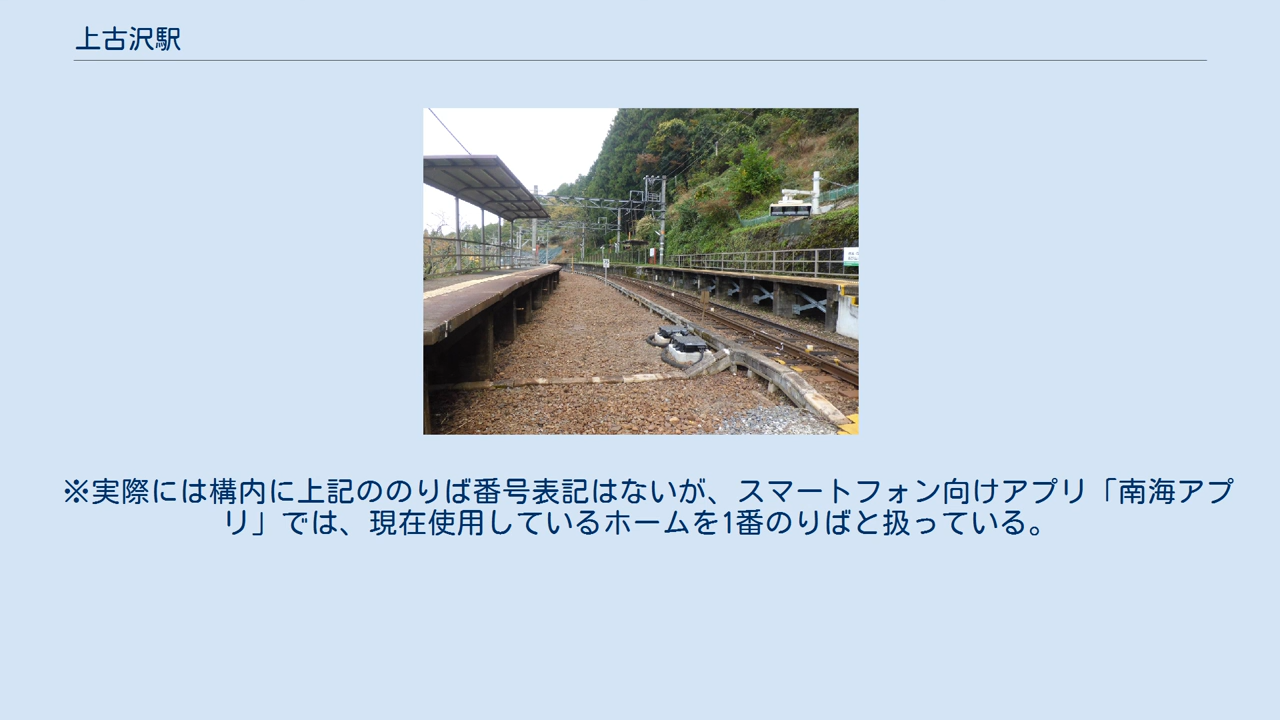 上古沢駅
※実際には構内に上記ののりば番号表記はないが、スマートフォン向けアプリ「南海アプ
リ」では、現在使用しているホームを1番のりばと扱っている。